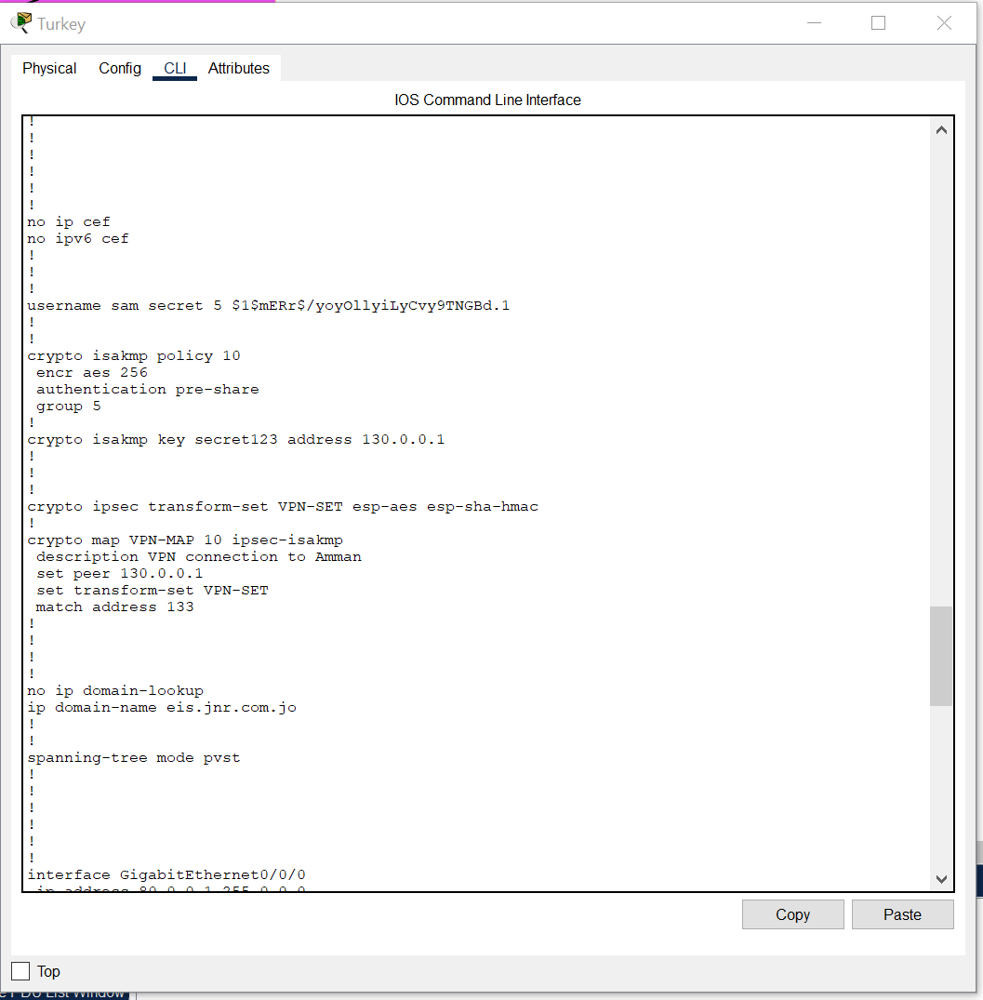 Turkey
Physical Config CLI Attributes
IOS Command Line Interface
!
!
!
!
!
!
no ip cef
no ipv6 cef
!
!
!
username sam secret 5 $1$mERr$/yoyOllyiLyCvy9TNGBd.1
!
!
crypto isakmp policy 10
encr aes 256
authentication pre-share
group 5
!
crypto isakmp key secret123 address 130.0.0.1
!
!
!
crypto ipsec transform-set VPN-SET esp-aes esp-sha-hmac
!
crypto map VPN-MAP 10 ipsec-isakmp
description VPN connection to Amman
set peer 130.0.0.1
set transform-set VPN-SET
match address 133
!
!
!
!
no ip domain-lookup
ip domain-name eis.jnr.com.jo
!
!
spanning-tree mode pvst
!
!
!
!
!
!
interface GigabitEthernet0/0/0
ip address 80.0.0.1 255.0.0.0
Copy Paste
Top
PDU List Window